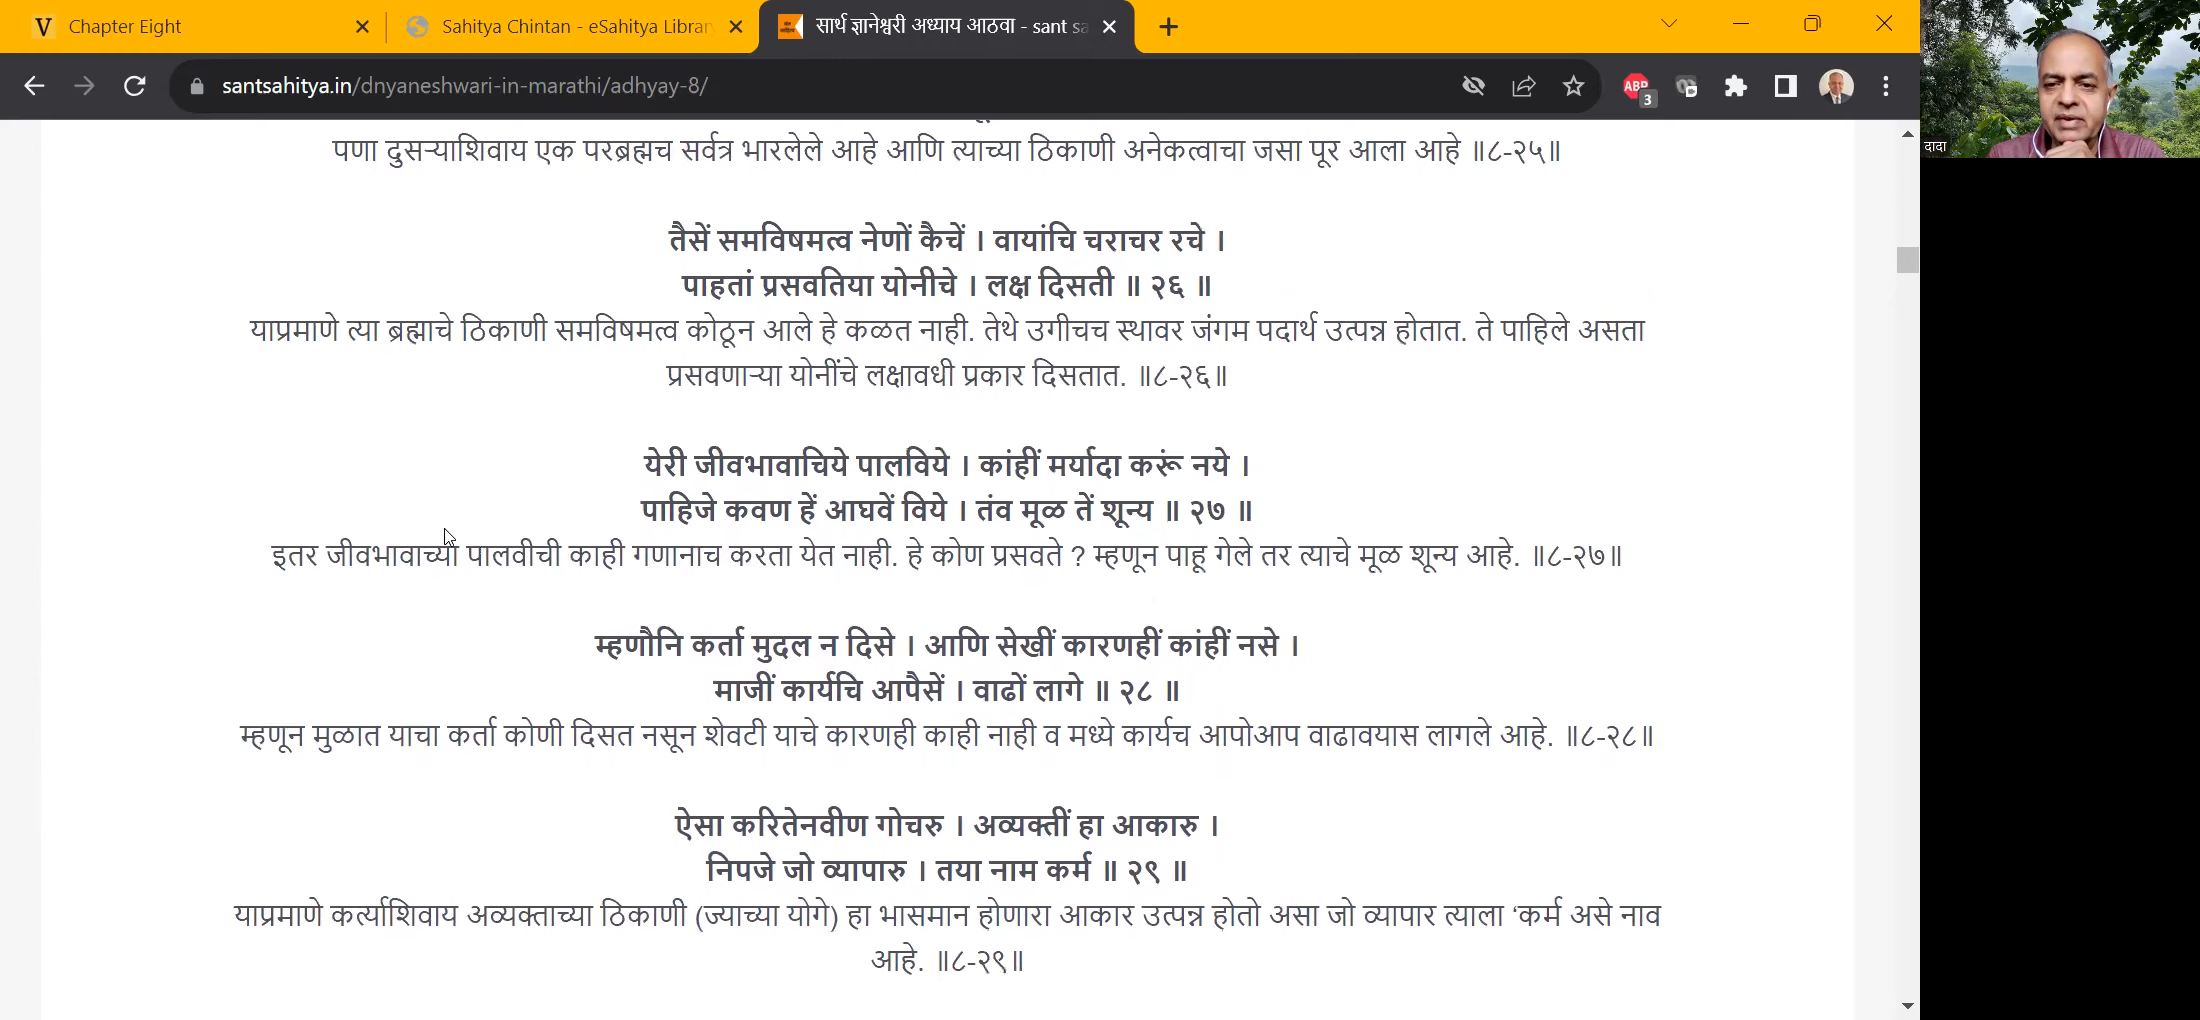 Chapter Eight
Sahitya Chintan - eSahitya Librar
सार्थ ज्ञानेश्वरी अध्याय आठवा - sant sa
santsahitya.in/dnyaneshwari-in-marathi/adhyay-8/
ABP
3
दादा
पणा दुसऱ्याशिवाय एक परब्रह्मच सर्वत्र भारलेले आहे आणि त्याच्या ठिकाणी अनेकत्वाचा जसा पूर आला आहे ॥८-२५॥
तैसें समविषमत्व नेणों कैचें । वायांचि चराचर रचे ।
पाहतां प्रसवतिया योनीचे । लक्ष दिसती ॥ २६ ॥
याप्रमाणे त्या ब्रह्माचे ठिकाणी समविषमत्व कोठून आले हे कळत नाही. तेथे उगीचच स्थावर जंगम पदार्थ उत्पन्न होतात. ते पाहिले असता
प्रसवणाऱ्या योनींचे लक्षावधी प्रकार दिसतात. ॥८-२६॥
येरी जीवभावाचिये पालविये । कांहीं मर्यादा करूं नये ।
पाहिजे कवण हें आघवें विये । तंव मूळ तें शून्य ॥ २७ ॥
इतर जीवभावाच्या पालवीची काही गणानाच करता येत नाही. हे कोण प्रसवते ? म्हणून पाहू गेले तर त्याचे मूळ शून्य आहे. ॥८-२७॥
म्हणौनि कर्ता मुदल न दिसे । आणि सेखीं कारणहीं कांहीं नसे ।
माजीं कार्यचि आपैसें । वाढों लागे ॥ २८ ॥
म्हणून मुळात याचा कर्ता कोणी दिसत नसून शेवटी याचे कारणही काही नाही व मध्ये कार्यच आपोआप वाढावयास लागले आहे. ॥८-२८॥
ऐसा करितेनवीण गोचरु । अव्यक्तीं हा आकारु ।
निपजे जो व्यापारु । तया नाम कर्म ॥ २९ ॥
याप्रमाणे कर्त्याशिवाय अव्यक्ताच्या ठिकाणी (ज्याच्या योगे) हा भासमान होणारा आकार उत्पन्न होतो असा जो व्यापार त्याला ‘कर्म असे नाव
आहे. ॥८-२९॥